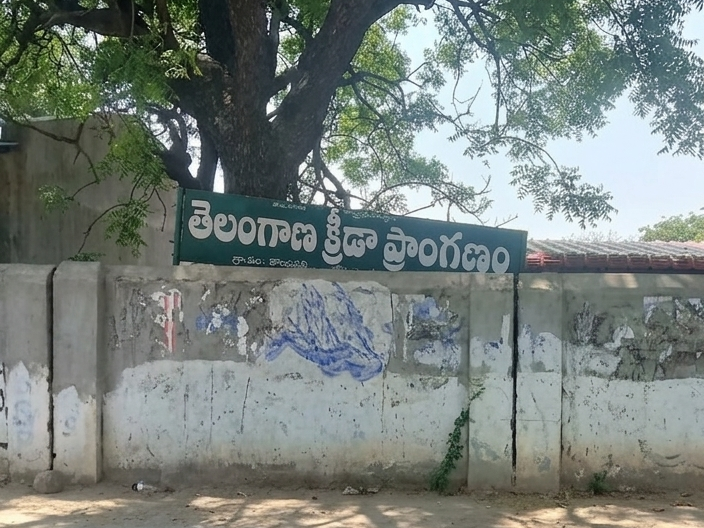 తెలంగాణ క్రీడా ప్రాంగణం
గ్రామం: